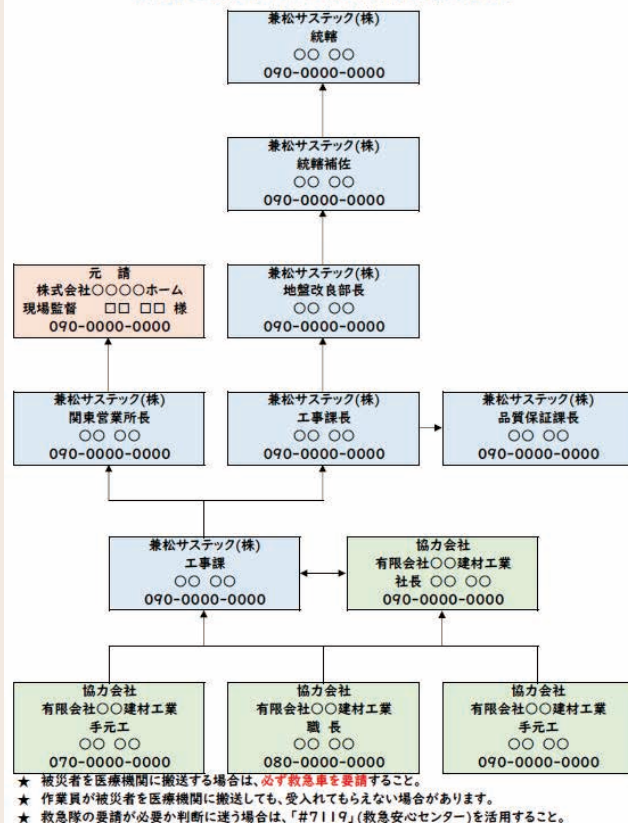 兼松サステック(株)
統轄
○○ ○○
090-0000-0000
兼松サステック(株)
統轄補佐
○○ ○○
090-0000-0000
元 請
株式会社○○○○ホーム
現場監督 □□ □□ 様
090-0000-0000
兼松サステック(株)
地盤改良部長
○○ ○○
090-0000-0000
兼松サステック(株)
関東営業所長
○○ ○○
090-0000-0000
兼松サステック(株)
工事課長
○○ ○○
090-0000-0000
兼松サステック(株)
品質保証課長
○○ ○○
090-0000-0000
兼松サステック(株)
工事課
○○ ○○
090-0000-0000
協力会社
有限会社○○建材工業
社長 ○○ ○○
090-0000-0000
協力会社
有限会社○○建材工業
手元工
○○ ○○
070-0000-0000
協力会社
有限会社○○建材工業
職 長
○○ ○○
080-0000-0000
協力会社
有限会社○○建材工業
手元工
○○ ○○
090-0000-0000
★ 被災者を医療機関に搬送する場合は、必ず救急車を要請すること。
★ 作業員が被災者を医療機関に搬送しても、受入れてもらえない場合があります。
★ 救急隊の要請が必要か判断に迷う場合は、「#7119」(救急安心センター)を活用すること。